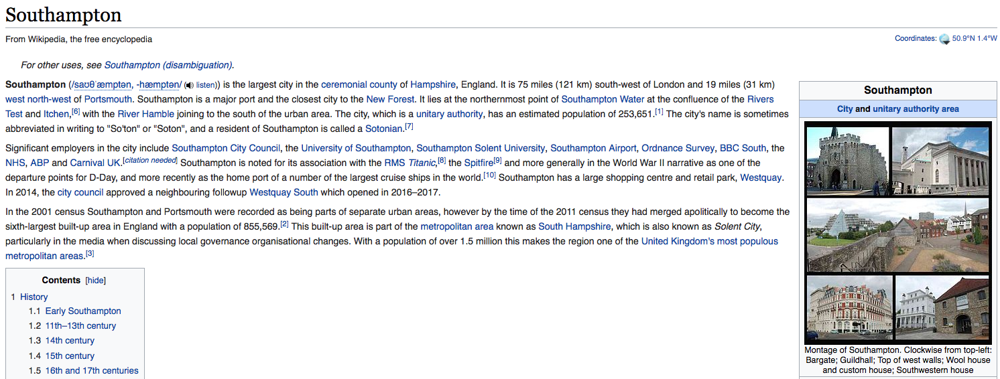 Southampton
From Wikipedia, the free encyclopedia
Coordinates: 50.9°N 1.4°W
For other uses, see Southampton (disambiguation).
Southampton (/saʊθˈæmptən, -hæmptən/ ( listen)) is the largest city in the ceremonial county of Hampshire, England. It is 75 miles (121 km) south-west of London and 19 miles (31 km)
west north-west of Portsmouth. Southampton is a major port and the closest city to the New Forest. It lies at the northernmost point of Southampton Water at the confluence of the Rivers
Test and Itchen,[6] with the River Hamble joining to the south of the urban area. The city, which is a unitary authority, has an estimated population of 253,651.[1] The city's name is sometimes
abbreviated in writing to "So'ton" or "Soton", and a resident of Southampton is called a Sotonian.[7]
Significant employers in the city include Southampton City Council, the University of Southampton, Southampton Solent University, Southampton Airport, Ordnance Survey, BBC South, the
NHS, ABP and Carnival UK.[citation needed] Southampton is noted for its association with the RMS Titanic,[8] the Spitfire[9] and more generally in the World War II narrative as one of the
departure points for D-Day, and more recently as the home port of a number of the largest cruise ships in the world.[10] Southampton has a large shopping centre and retail park, Westquay.
In 2014, the city council approved a neighbouring followup Westquay South which opened in 2016–2017.
In the 2001 census Southampton and Portsmouth were recorded as being parts of separate urban areas, however by the time of the 2011 census they had merged apolitically to become the
sixth-largest built-up area in England with a population of 855,569.[2] This built-up area is part of the metropolitan area known as South Hampshire, which is also known as Solent City,
particularly in the media when discussing local governance organisational changes. With a population of over 1.5 million this makes the region one of the United Kingdom's most populous
metropolitan areas.[3]
Contents [hide]
1 History
1.1 Early Southampton
1.2 11th–13th century
1.3 14th century
1.4 15th century
1.5 16th and 17th centuries
Southampton
City and unitary authority area
Montage of Southampton. Clockwise from top-left:
Bargate; Guildhall; Top of west walls; Wool house
and custom house; Southwestern house